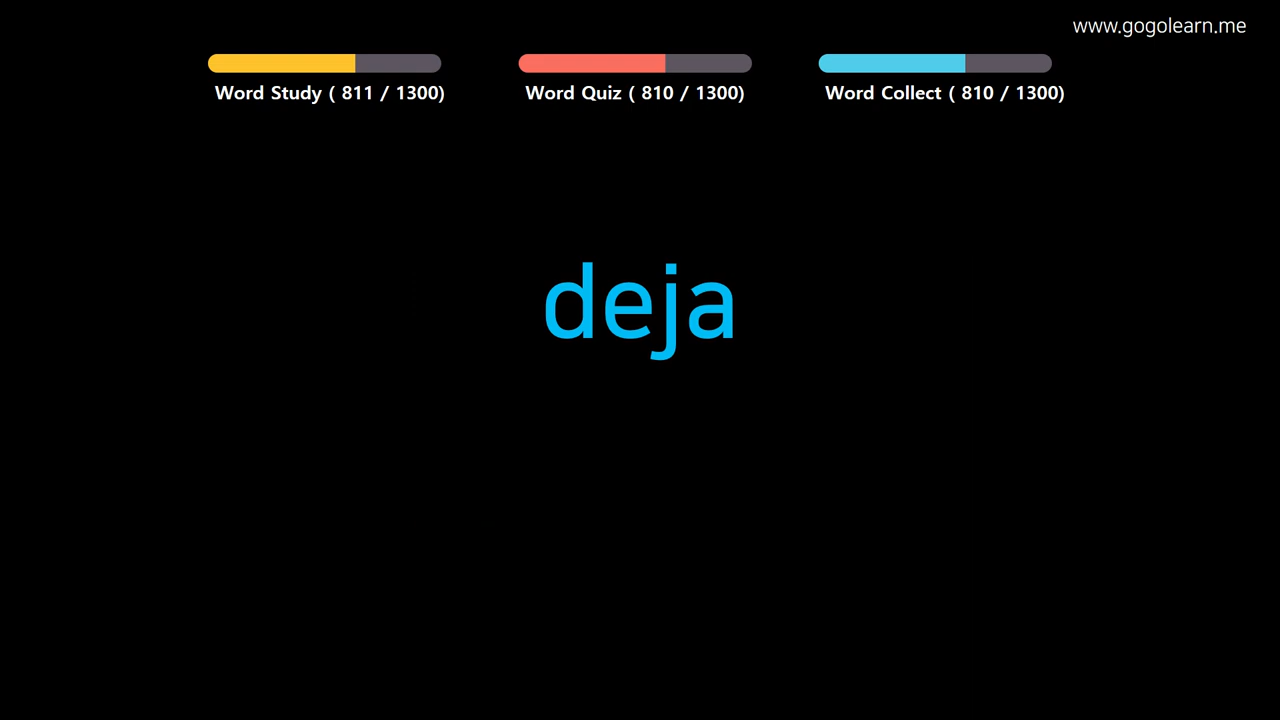 www.gogolearn.me
Word Study ( 811 / 1300)
Word Quiz ( 810 / 1300)
Word Collect ( 810 / 1300)
deja